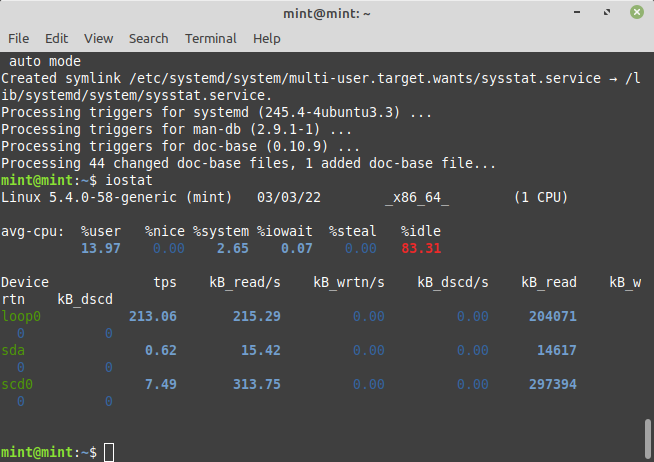 mint@mint: ~
File Edit View Search Terminal Help
 auto mode
Created symlink /etc/systemd/system/multi-user.target.wants/sysstat.service → /l
ib/systemd/system/sysstat.service.
Processing triggers for systemd (245.4-4ubuntu3.3) ...
Processing triggers for man-db (2.9.1-1) ...
Processing triggers for doc-base (0.10.9) ...
Processing 44 changed doc-base files, 1 added doc-base file...
mint@mint:~$ iostat
Linux 5.4.0-58-generic (mint)   03/03/22        _x86_64_        (1 CPU)
avg-cpu:  %user   %nice %system %iowait  %steal   %idle
          13.97    0.00    2.65    0.07    0.00   83.31
Device             tps    kB_read/s    kB_wrtn/s    kB_dscd/s    kB_read    kB_w
rtn    kB_dscd
loop0           213.06       215.29         0.00         0.00     204071
  0          0
sda               0.62        15.42         0.00         0.00      14617
  0          0
scd0              7.49       313.75         0.00         0.00     297394
  0          0
mint@mint:~$